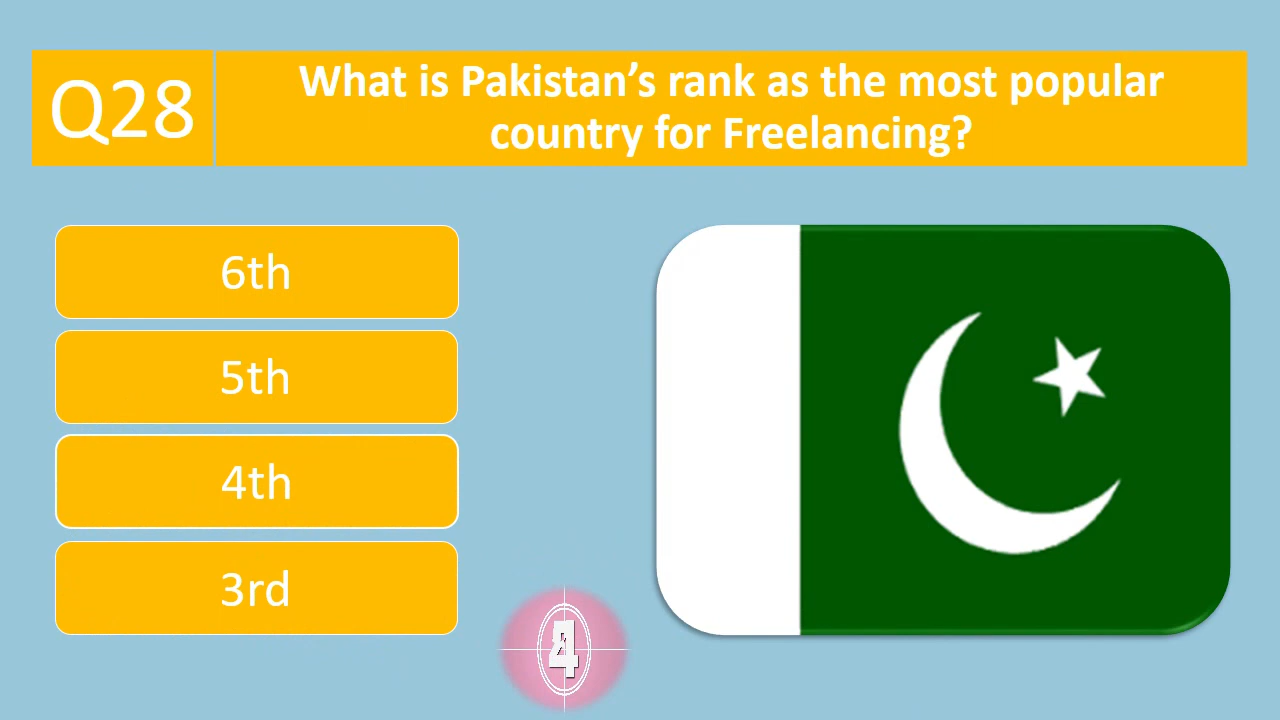 Q28
What is Pakistan’s rank as the most popular
country for Freelancing?
6th
5th
4th
3rd
4